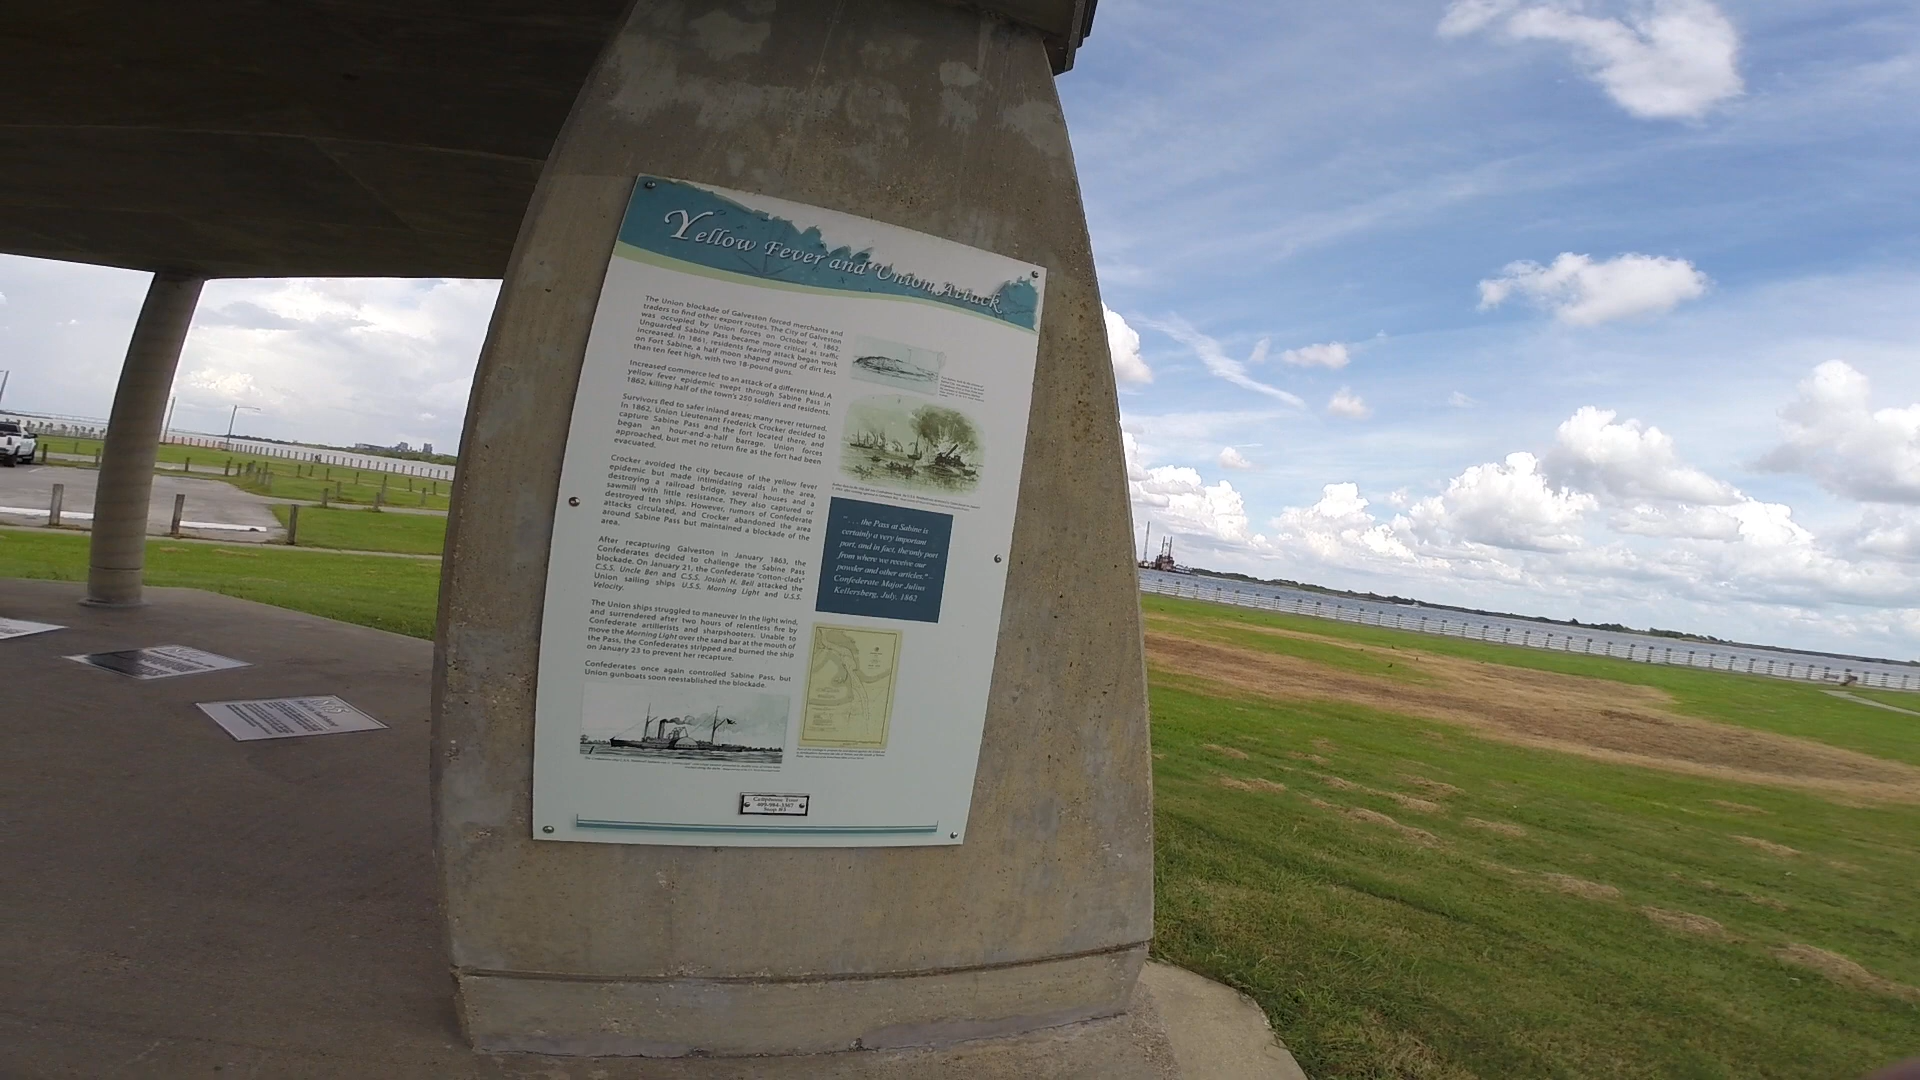 Yellow Fever and Union Attack
The Union blockade of Galveston forced merchants and
traders to find other export routes. The City of Galveston
was occupied by Union forces on October 4, 1862.
Unguarded Sabine Pass became more critical as traffic
increased. In 1861, residents fearing attack began work
on Fort Sabine, a half moon shaped mound of dirt less
than ten feet high, with two 18-pound guns.
Increased commerce led to an attack of a different kind. A
yellow fever epidemic swept through Sabine Pass in
1862, killing half of the town's 250 soldiers and residents.
Survivors fled to safer inland areas; many never returned.
In 1862, Union Lieutenant Frederick Crocker decided to
capture Sabine Pass and the fort located there, and
began an hour-and-a-half barrage. Union forces
approached, but met no return fire as the fort had been
evacuated.
Crocker avoided the city because of the yellow fever
epidemic but made intimidating raids in the area,
destroying a railroad bridge, several houses and a
sawmill with little resistance. They also captured or
destroyed ten ships. However, rumors of Confederate
attacks circulated, and Crocker abandoned the area
around Sabine Pass but maintained a blockade of the
area.
After recapturing Galveston in January 1863, the
Confederates decided to challenge the Sabine Pass
blockade. On January 21, the Confederate "cotton-clads"
C.S.S. Uncle Ben and C.S.S. Josiah H. Bell attacked the
Union sailing ships U.S.S. Morning Light and U.S.S.
Velocity.
The Union ships struggled to maneuver in the light wind,
and surrendered after two hours of relentless fire by
Confederate artillerists and sharpshooters. Unable to
move the Morning Light over the sand bar at the mouth of
the Pass, the Confederates stripped and burned the ship
on January 23 to prevent her recapture.
Confederates once again controlled Sabine Pass, but
Union gunboats soon reestablished the blockade.
". . . the Pass at Sabine is
certainly a very important
port, and in fact, the only port
from where we receive our
powder and other articles." –
Confederate Major Julius
Kellersberg, July, 1862
Cellphone Tour
409-984-3387
Stop #3